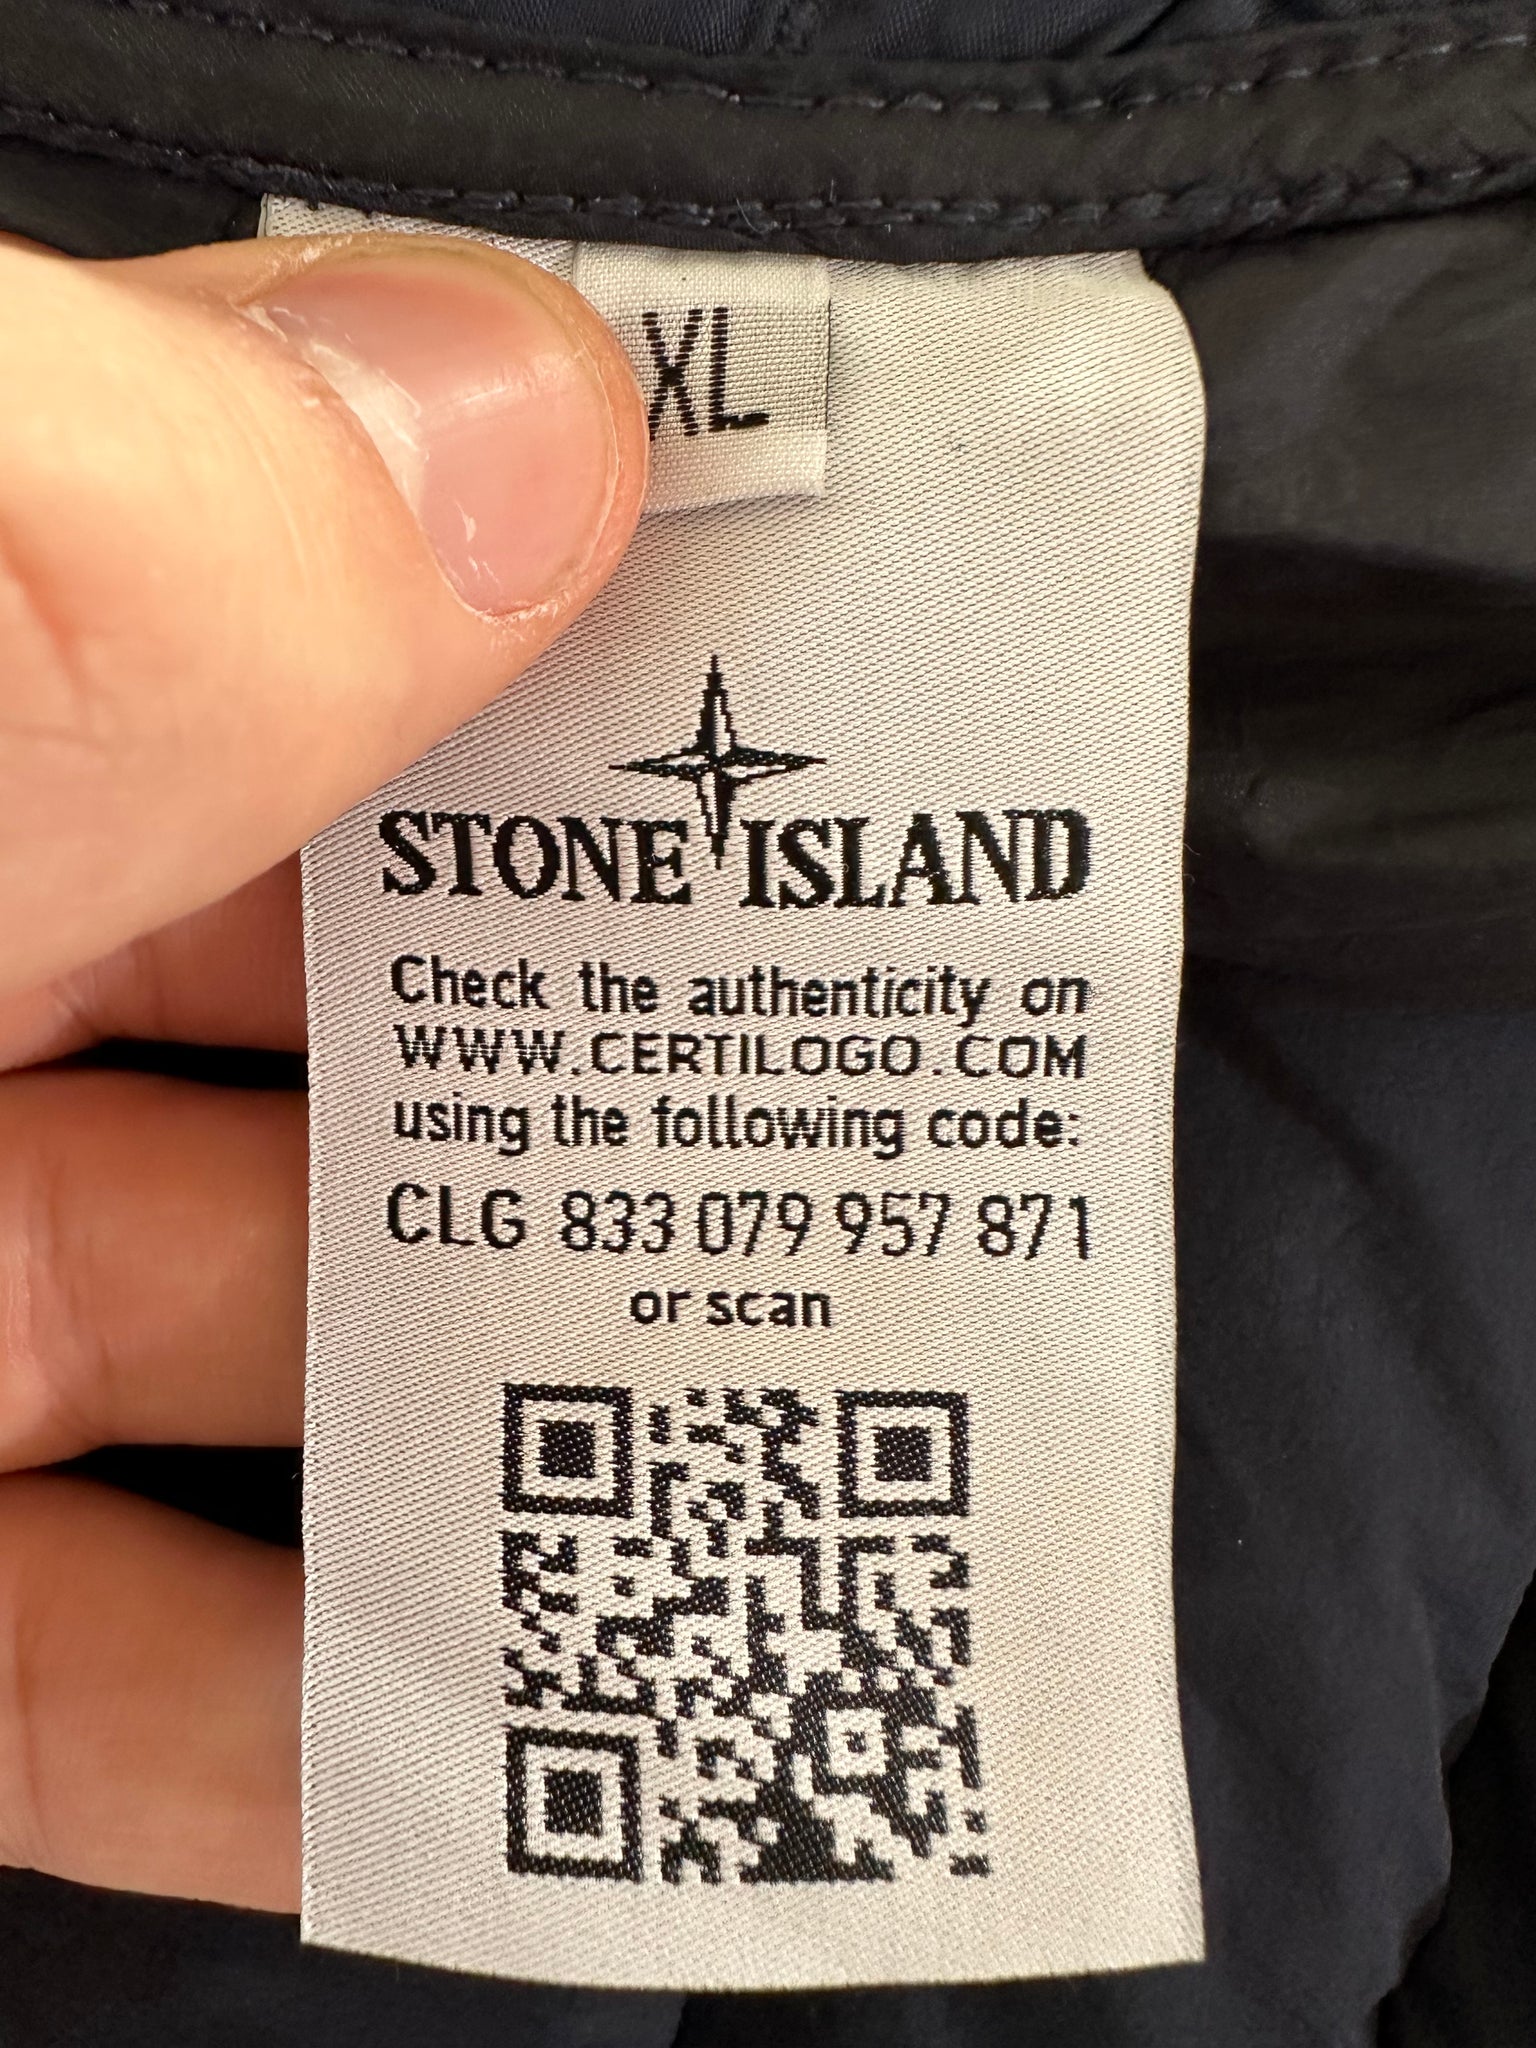 XL
STONE ISLAND
Check the authenticity on
WWW.CERTILOGO.COM
using the following code:
CLG 833 079 957 871
or scan